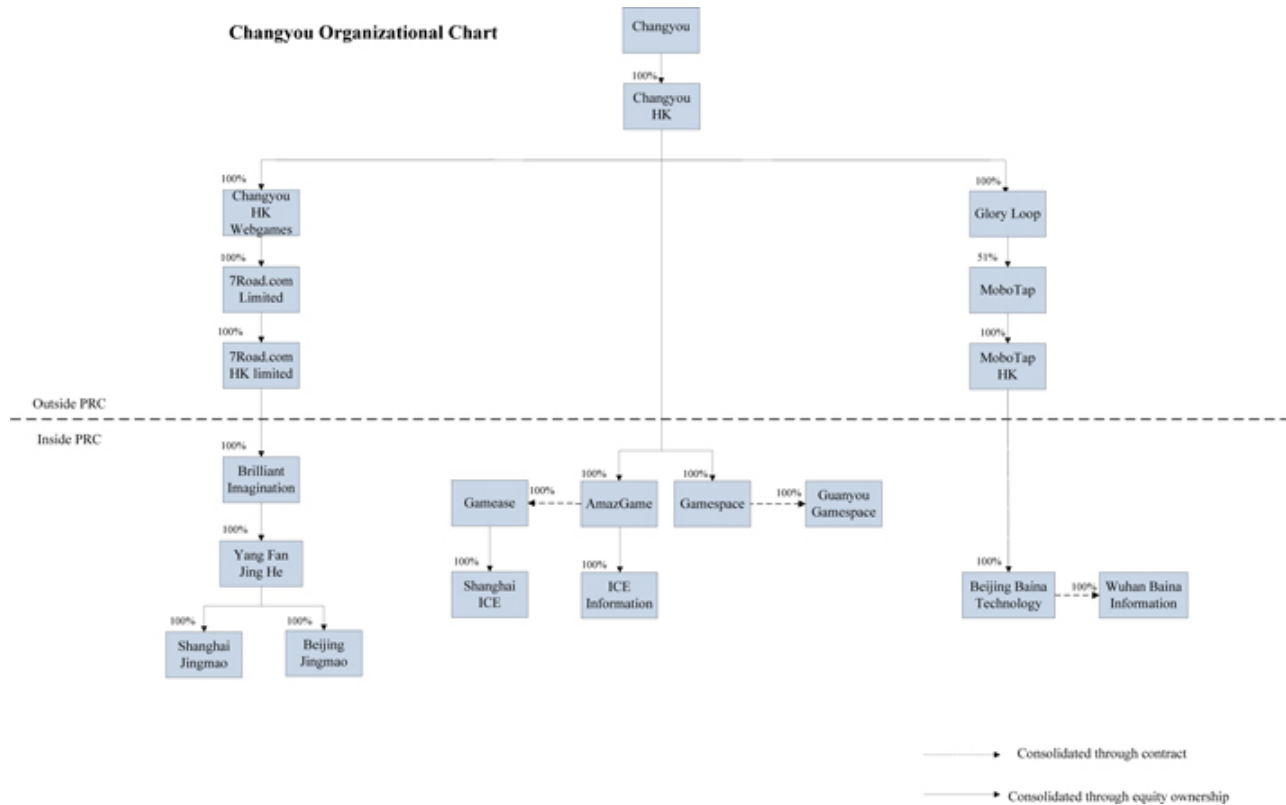 Changyou Organizational Chart
Changyou
100%
Changyou
HK
100%
Changyou
HK
Webgames
100%
Glory Loop
100%
7Road.com
Limited
51%
MoboTap
100%
7Road.com
HK limited
100%
MoboTap
HK
Outside PRC
Inside PRC
100%
Brilliant
Imagination
100%
Yang Fan
Jing He
100%
Shanghai
Jingmao
100%
Beijing
Jingmao
Gamease
100%
100%
AmazGame
100%
Gamespace
100%
Guanyou
Gamespace
100%
Shanghai
ICE
100%
ICE
Information
100%
Beijing Baina
Technology
100%
Wuhan Baina
Information
Consolidated through contract
Consolidated through equity ownership